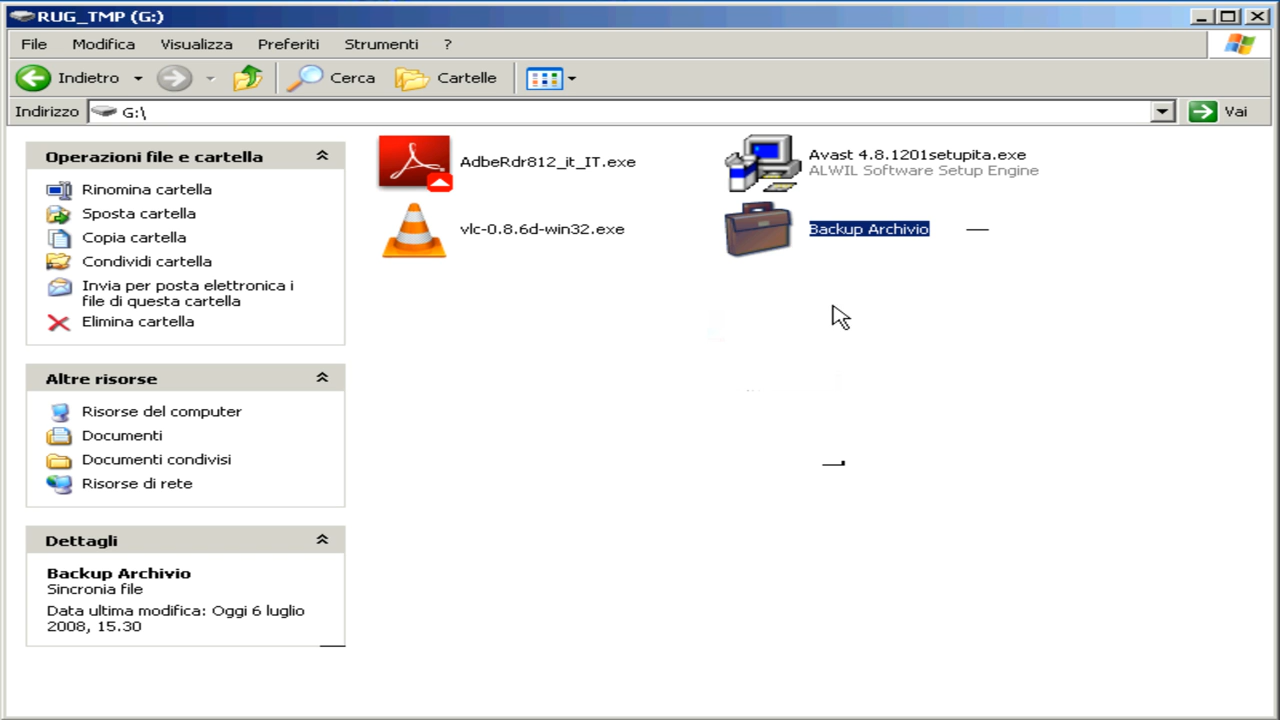 RUG_TMP (G:)
File Modifica Visualizza Preferiti Strumenti ?
Indietro Cerca Cartelle
Indirizzo G:\ Vai
Operazioni file e cartella
Rinomina cartella
Sposta cartella
Copia cartella
Condividi cartella
Invia per posta elettronica i
file di questa cartella
Elimina cartella
Altre risorse
Risorse del computer
Documenti
Documenti condivisi
Risorse di rete
Dettagli
Backup Archivio
Sincronia file
Data ultima modifica: Oggi 6 luglio
2008, 15.30
AdbeRdr812_it_IT.exe
Avast 4.8.1201setupita.exe
ALWIL Software Setup Engine
vlc-0.8.6d-win32.exe
Backup Archivio